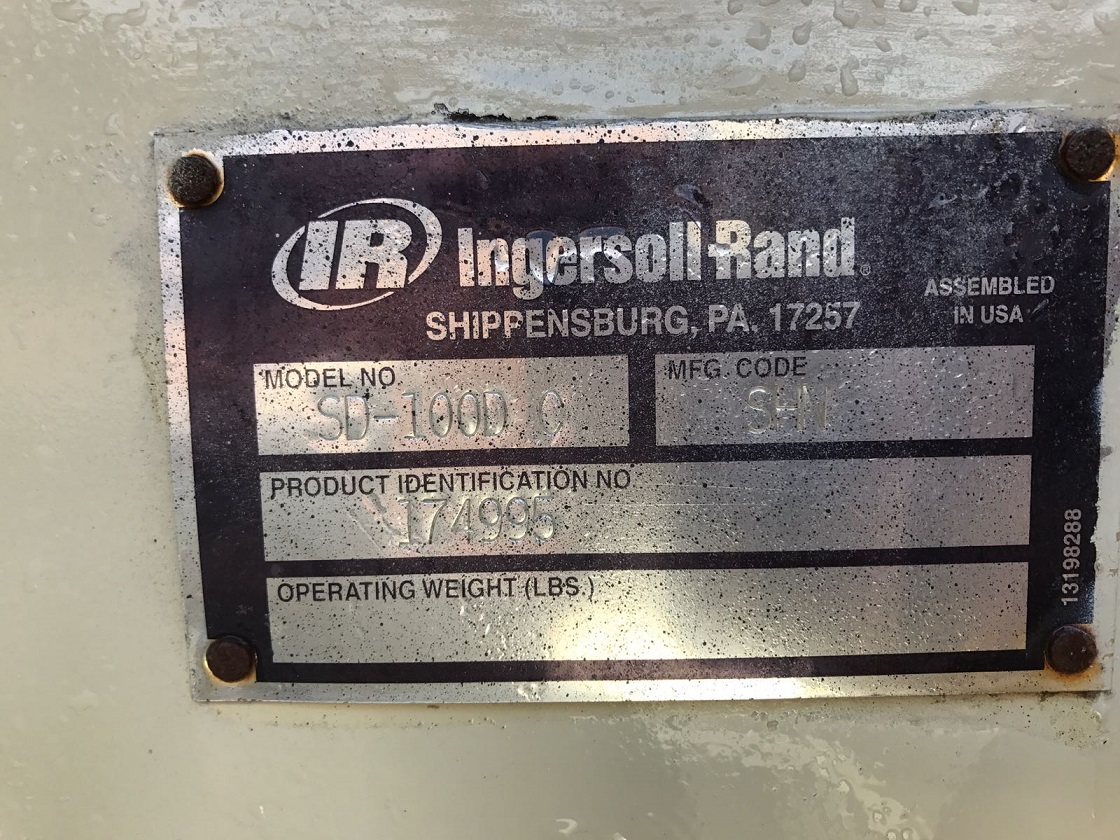 IR Ingersoll-Rand®
SHIPPENSBURG, PA. 17257
ASSEMBLED
IN USA
MODEL NO
SD-100D C
MFG. CODE
SHN
PRODUCT IDENTIFICATION NO
174995
OPERATING WEIGHT (LBS.)
13198288